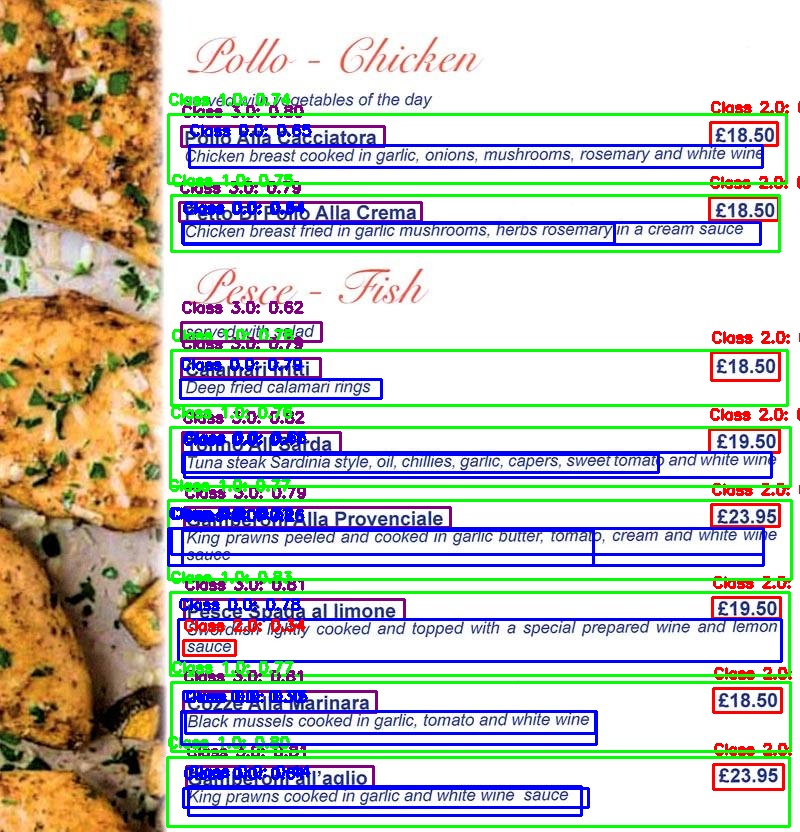 Pollo - Chicken
Class 1.0: 0.74
served with vegetables of the day
Class 3.0: 0.80
Class 2.0:
Class 0.0: 0.65
Pollo Alla Cacciatora £18.50
Chicken breast cooked in garlic, onions, mushrooms, rosemary and white wine
Class 1.0: 0.75
Class 3.0: 0.79
Class 2.0:
Petto Di Pollo Alla Crema £18.50
Chicken breast fried in garlic mushrooms, herbs rosemary in a cream sauce
Pesce - Fish
Class 3.0: 0.62
served with salad
Class 1.0:
Class 3.0: 0.79
Class 2.0:
Class 0.0: 0.79
Calamari fritti £18.50
Deep fried calamari rings
Class 1.0: 0.76
Class 3.0: 0.82
Class 2.0:
Tonno All Sarda £19.50
Tuna steak Sardinia style, oil, chillies, garlic, capers, sweet tomato and white wine
Class 1.0: 0.77
Class 3.0: 0.79
Class 2.0:
Gamberoni Alla Provenciale £23.95
King prawns peeled and cooked in garlic butter, tomato, cream and white wine
sauce
Class 1.0: 0.83
Class 3.0: 0.81
Class 2.0:
Class 0.0: 0.78
Pesce Spada al limone £19.50
Class 2.0: 0.34
Swordfish lightly cooked and topped with a special prepared wine and lemon
sauce
Class 1.0: 0.77
Class 3.0: 0.81
Class 2.0:
Cozze Alla Marinara £18.50
Black mussels cooked in garlic, tomato and white wine
Class 1.0: 0.80
Class 3.0: 0.81
Class 2.0:
Gamberoni all'aglio £23.95
King prawns cooked in garlic and white wine sauce